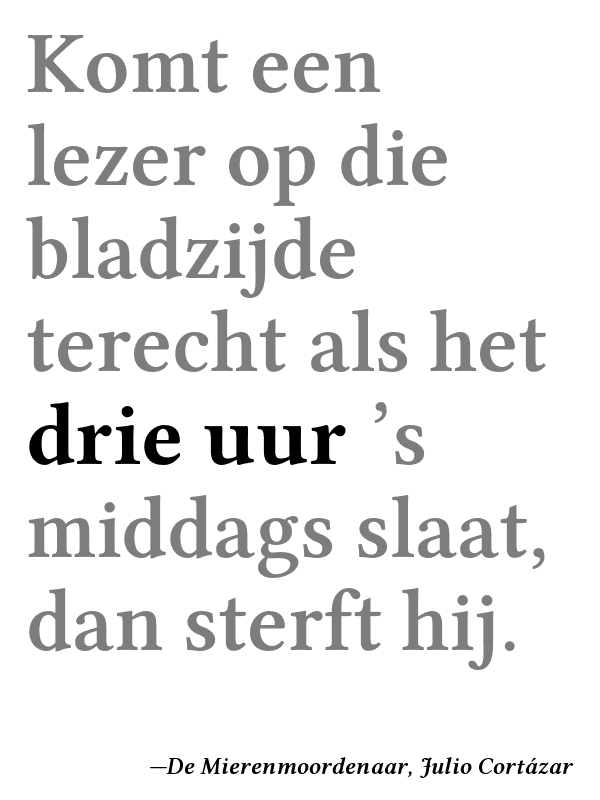 Komt een
lezer op die
bladzijde
terecht als het
drie uur ’s
middags slaat,
dan sterft hij.
—De Mierenmoordenaar, Julio Cortázar